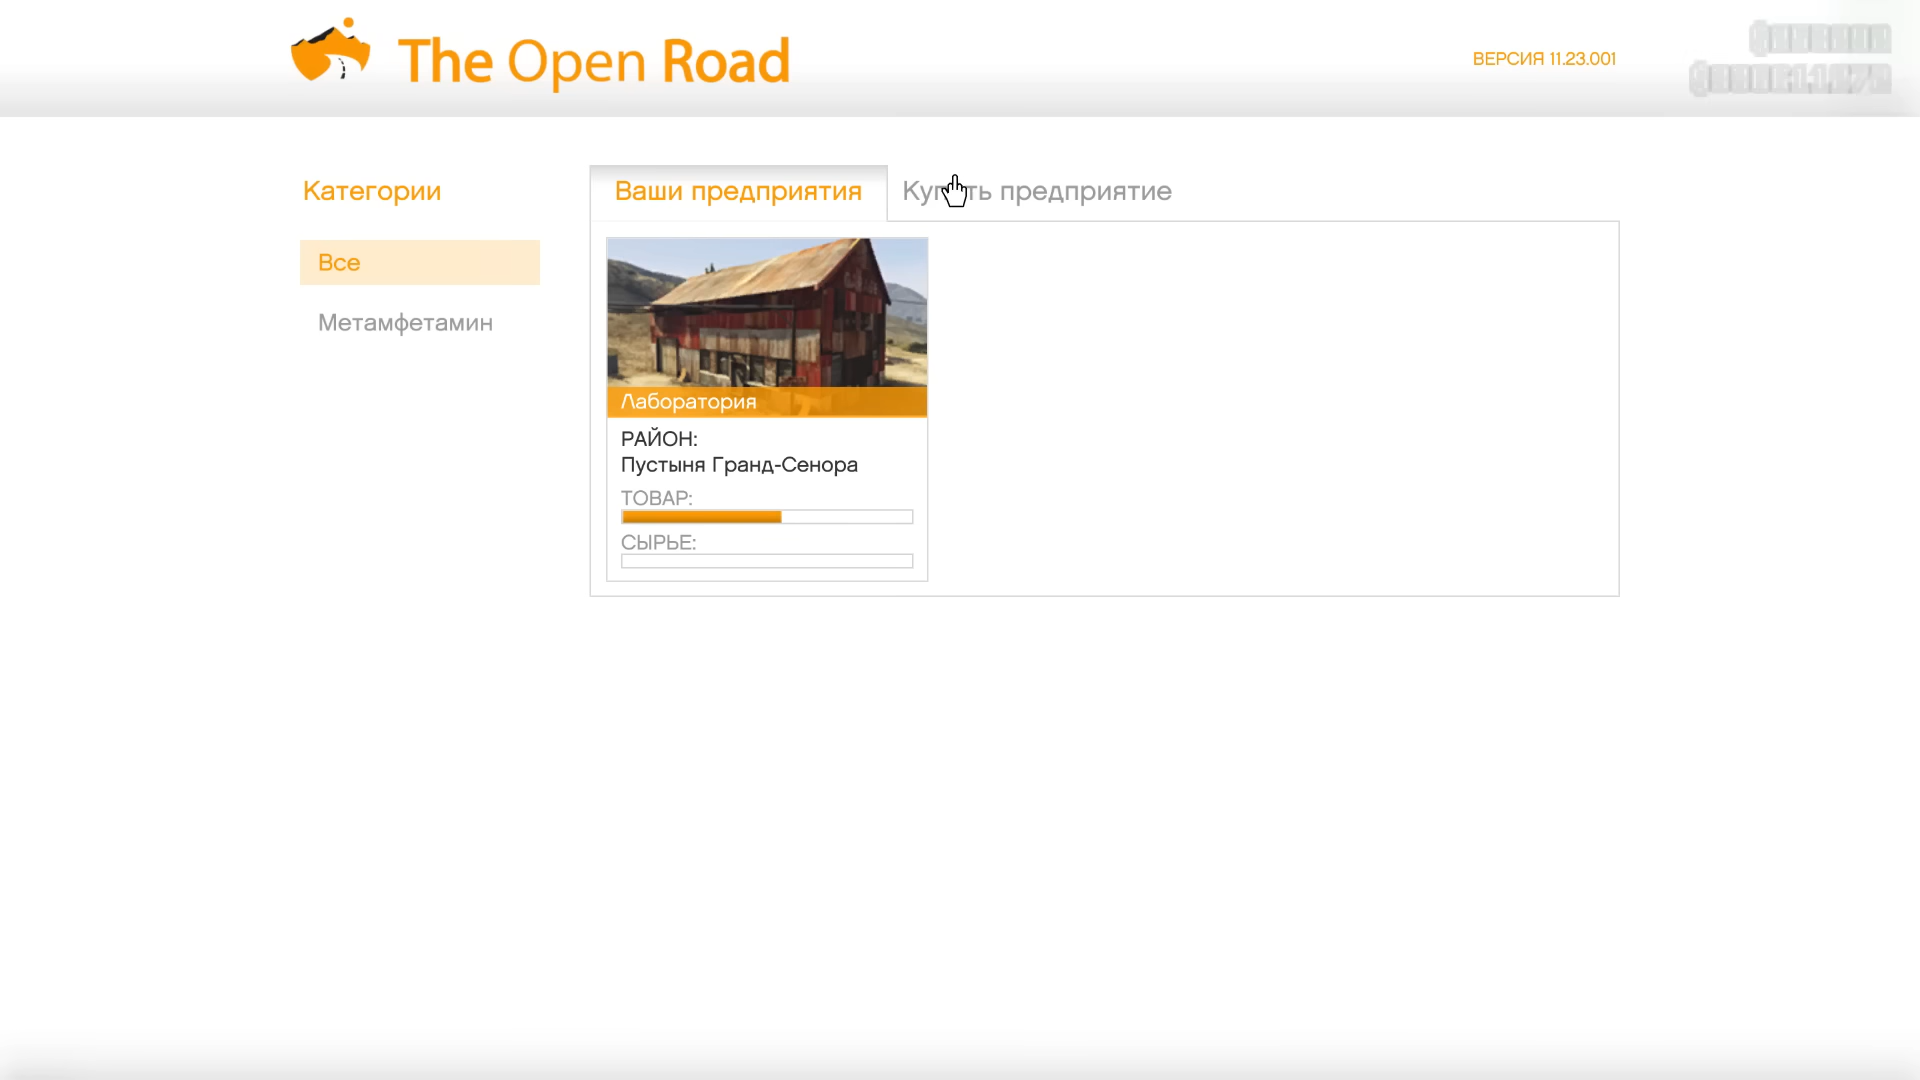 The Open Road
ВЕРСИЯ 11.23.001
Категории
Ваши предприятия
предприятие
Все
Метамфетамин
Лаборатория
РАЙОН:
Пустыня Гранд-Сенора
ТОВАР:
СЫРЬЕ: